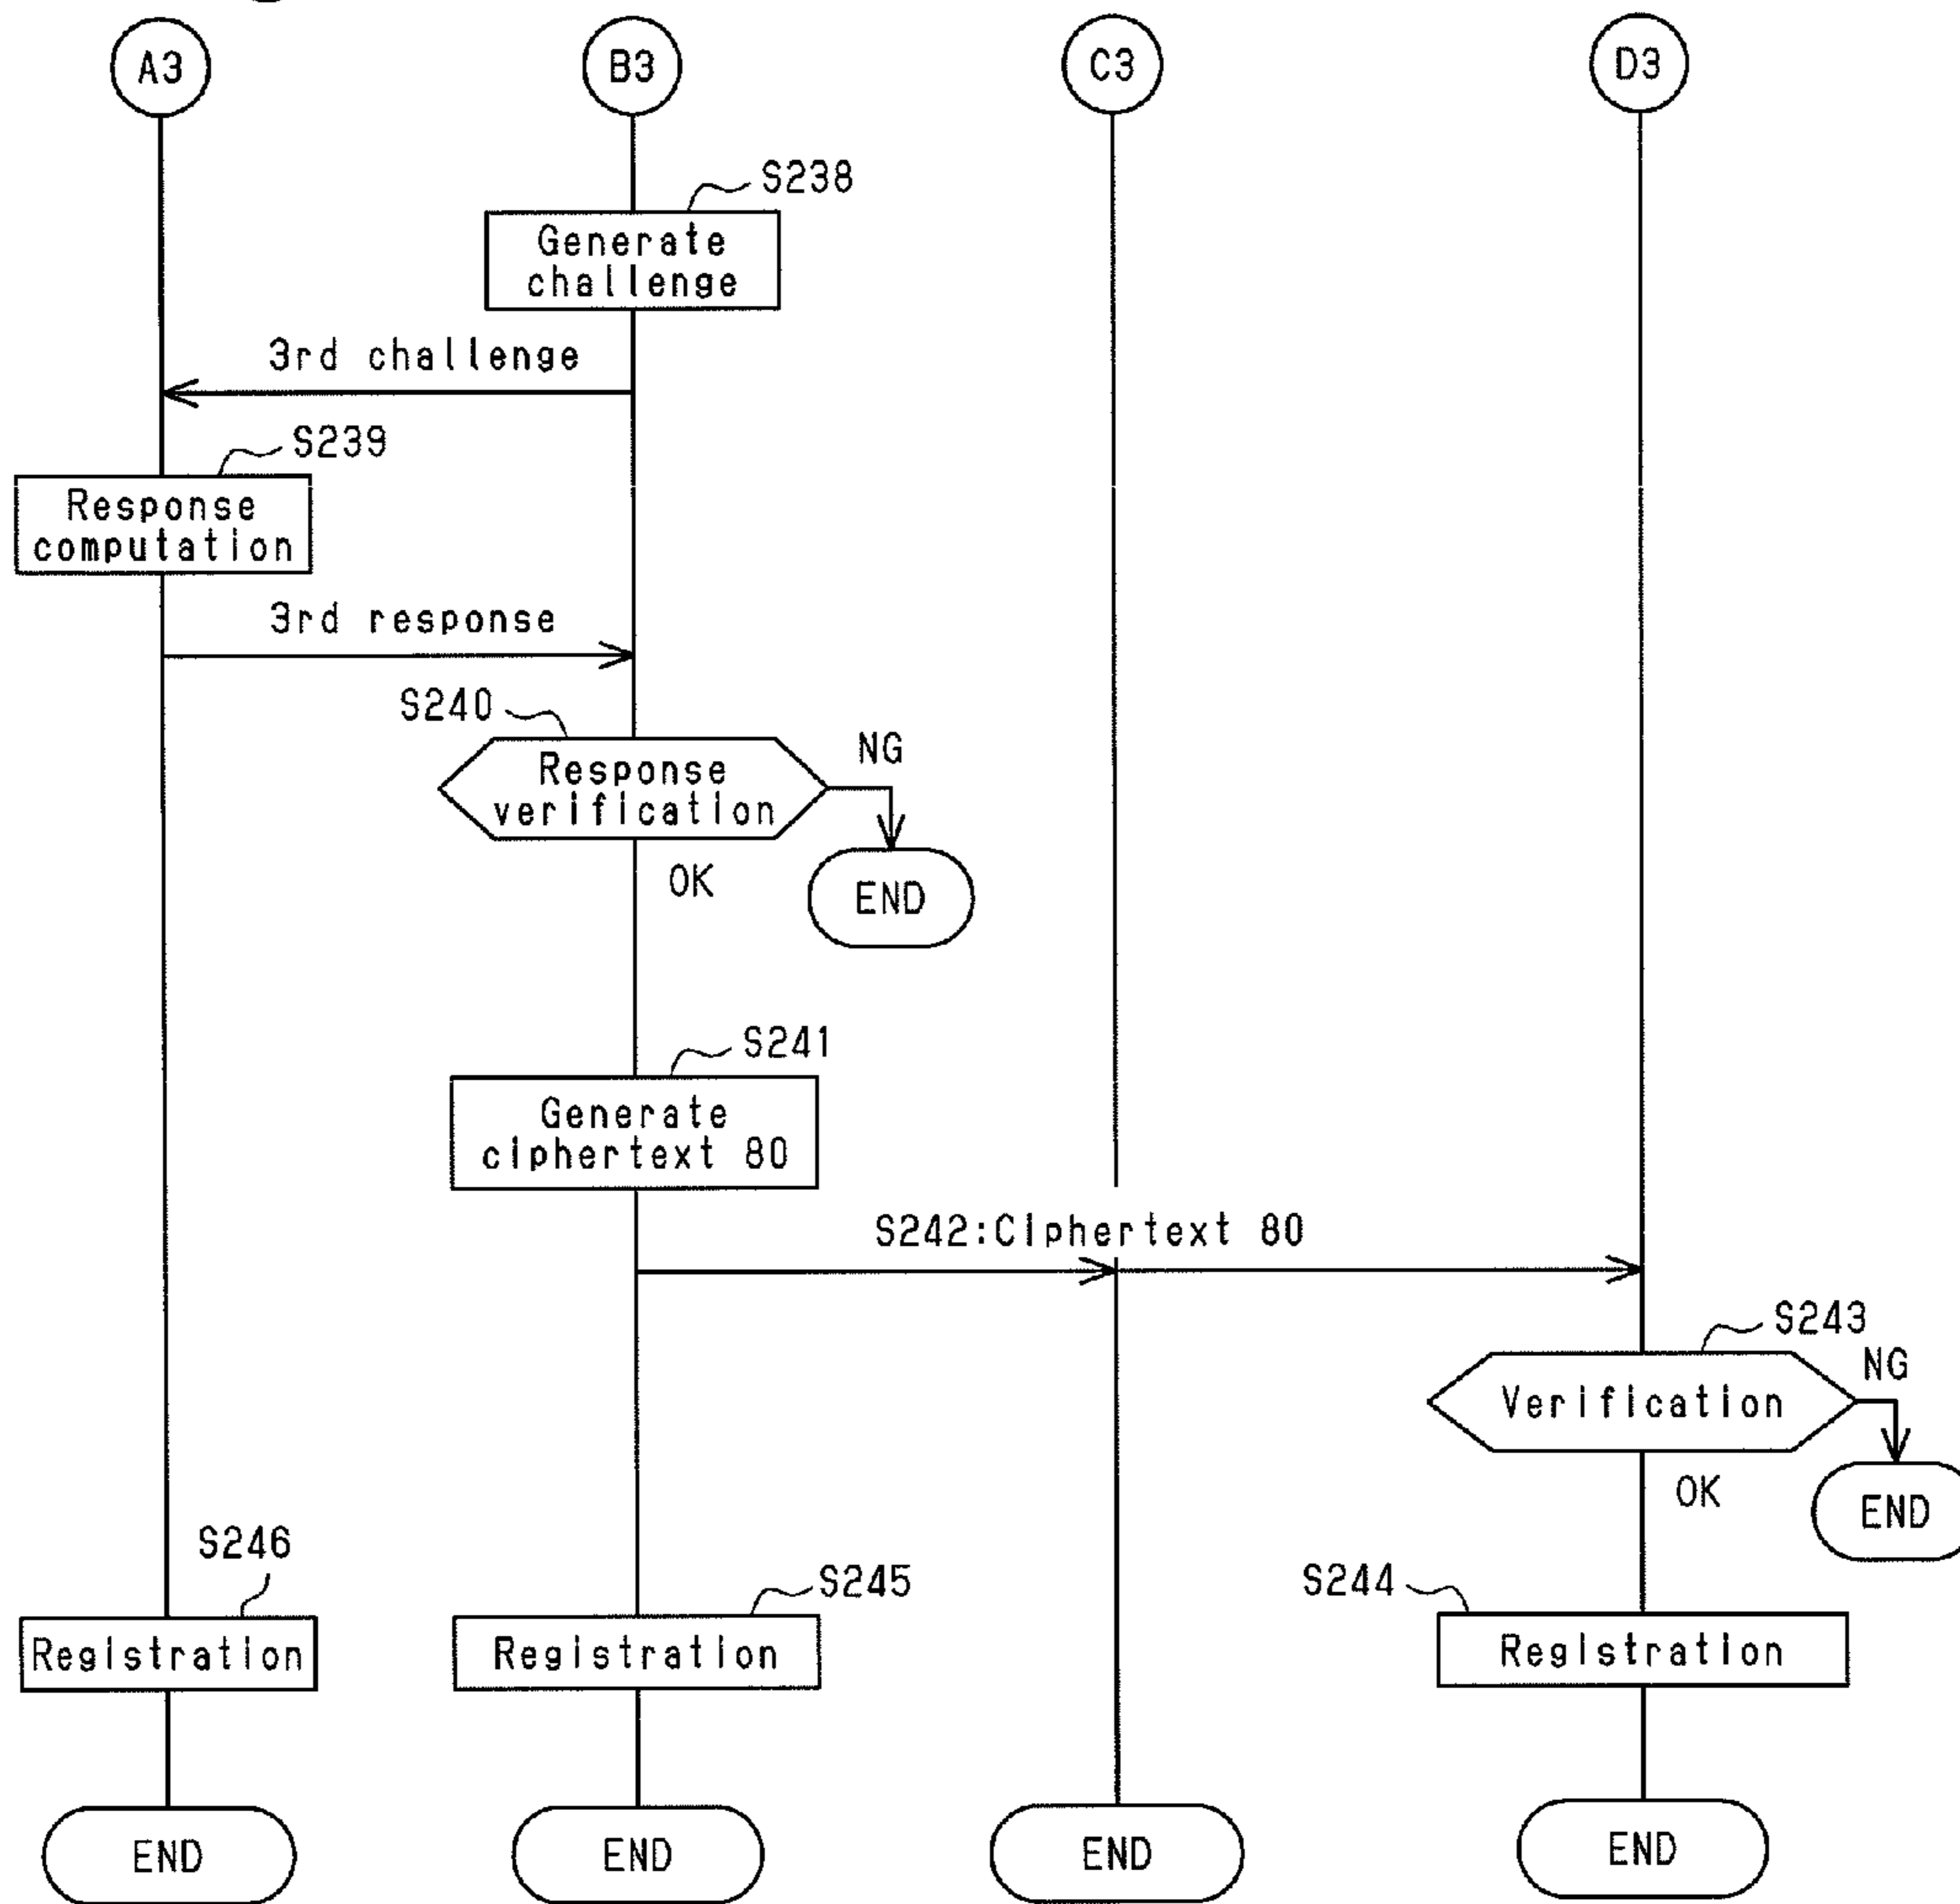 A3
B3
C3
D3
S238
Generate
challenge
3rd challenge
S239
Response
computation
3rd response
S240
Response
verification
NG
END
OK
S241
Generate
ciphertext 80
S242:Ciphertext 80
S243
Verification
NG
END
OK
S246
Registration
S245
Registration
S244
Registration
END
END
END
END